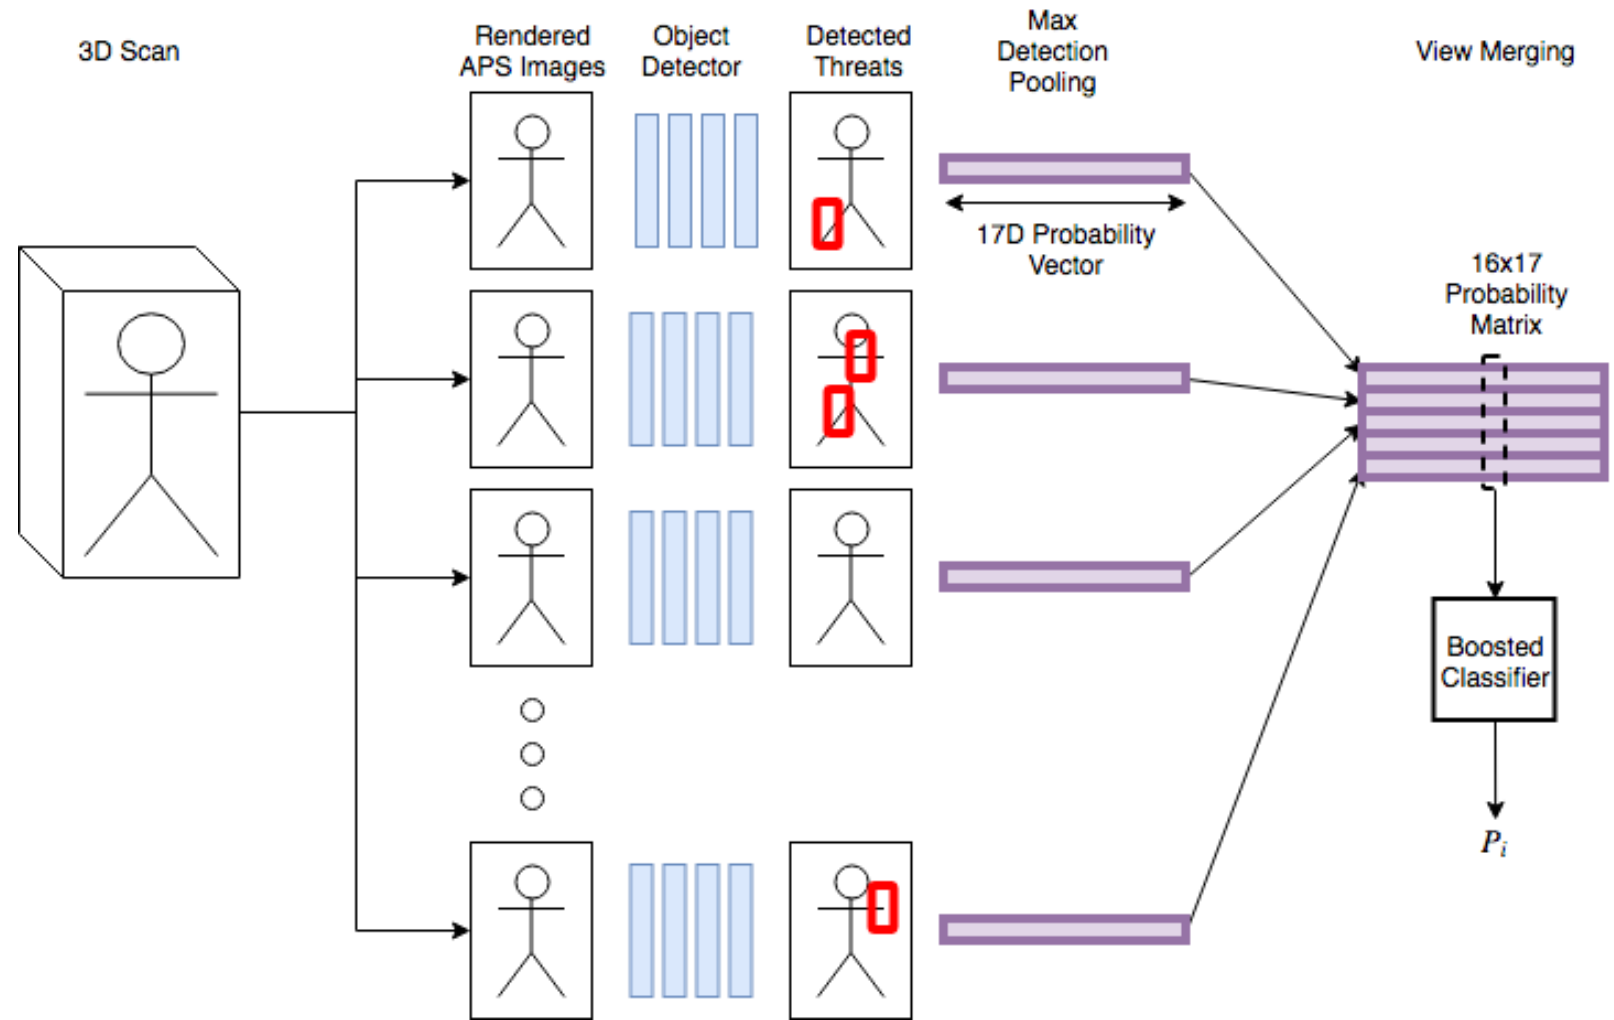 3D Scan
Rendered
APS Images
Object
Detector
Detected
Threats
Max
Detection
Pooling
View Merging
17D Probability
Vector
16x17
Probability
Matrix
Boosted
Classifier
Pi